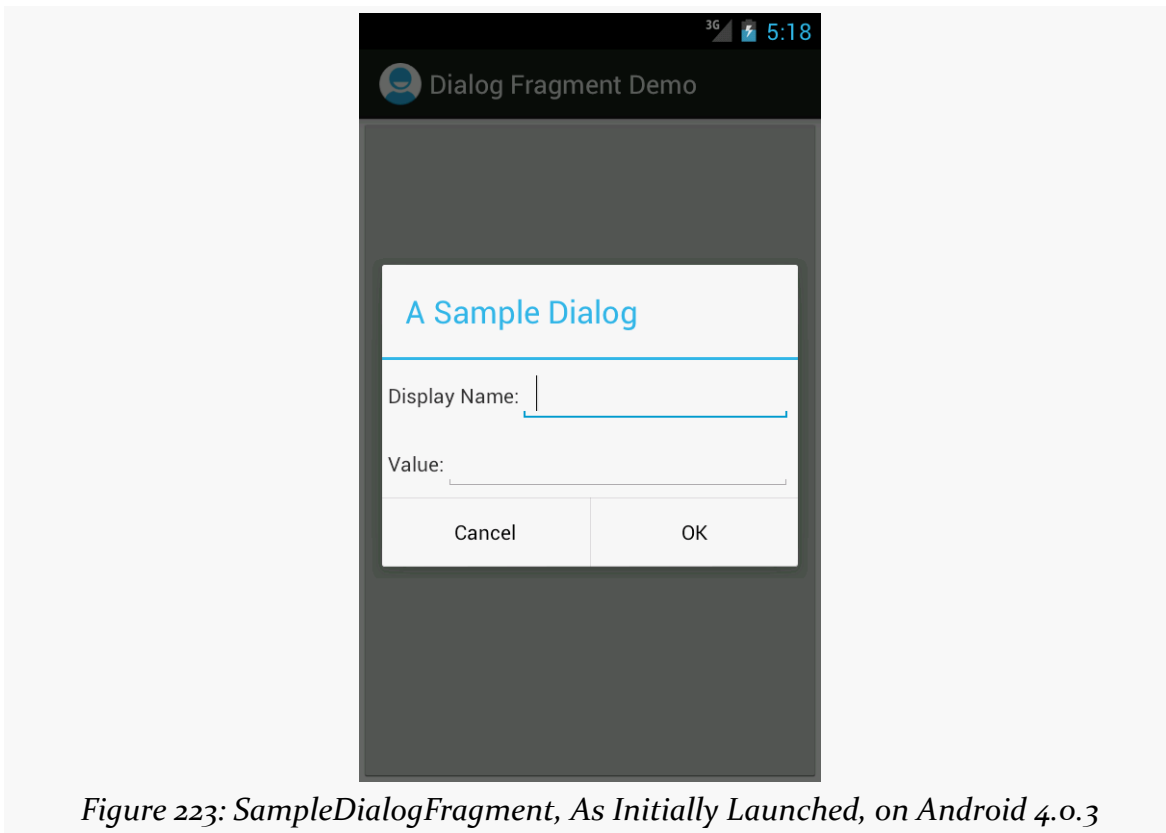 3G 5:18
Dialog Fragment Demo
A Sample Dialog
Display Name:
Value:
Cancel OK
Figure 223: SampleDialogFragment, As Initially Launched, on Android 4.0.3